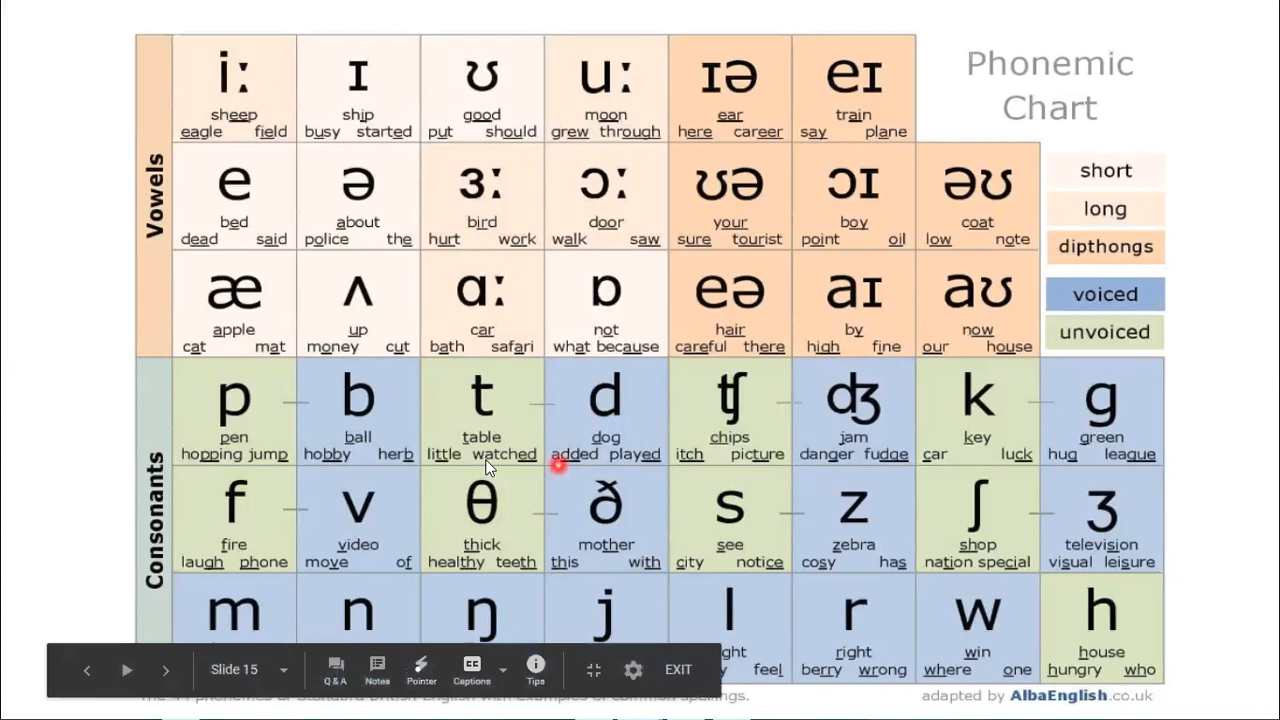 Phonemic
Chart
Vowels
iː ɪ ʊ uː ɪə eɪ
sheep ship good moon ear train
eagle field busy started put should grew through here career say plane
short
long
dipthongs
voiced
unvoiced
e ə ɜː ɔː ʊə ɔɪ əʊ
bed about bird door your boy coat
dead said police the hurt work walk saw sure tourist point oil low note
æ ʌ ɑː ɒ eə aɪ aʊ
apple up car not hair by now
cat mat money cut bath safari what because careful there high fine our house
Consonants
p b t d ʧ ʤ k g
pen ball table dog chips jam key green
hopping jump hobby herb little watched added played itch picture danger fudge car luck hug league
f v θ ð s z ʃ ʒ
fire video thick mother see zebra shop television
laugh phone move of healthy teeth this with city notice cosy has nation special visual leisure
m n ŋ j l r w h
right win house
feel berry wrong where one hungry who
Slide 15 Q & A Notes Pointer CC Captions Tips EXIT
adapted by AlbaEnglish.co.uk